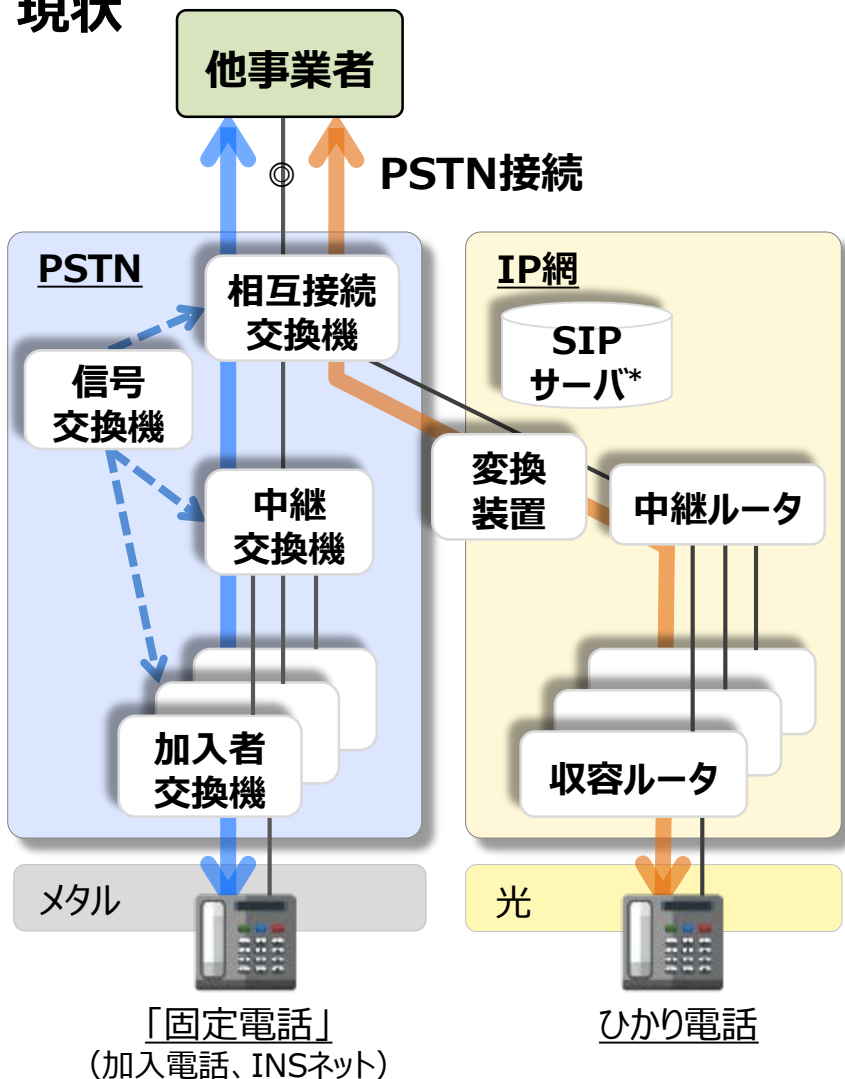 現状
他事業者
◎
PSTN接続
PSTN
相互接続
交換機
信号
交換機
中継
交換機
加入者
交換機
IP網
SIP
サーバ*
変換
装置
中継ルータ
収容ルータ
メタル
光
「固定電話」
（加入電話、INSネット）
ひかり電話